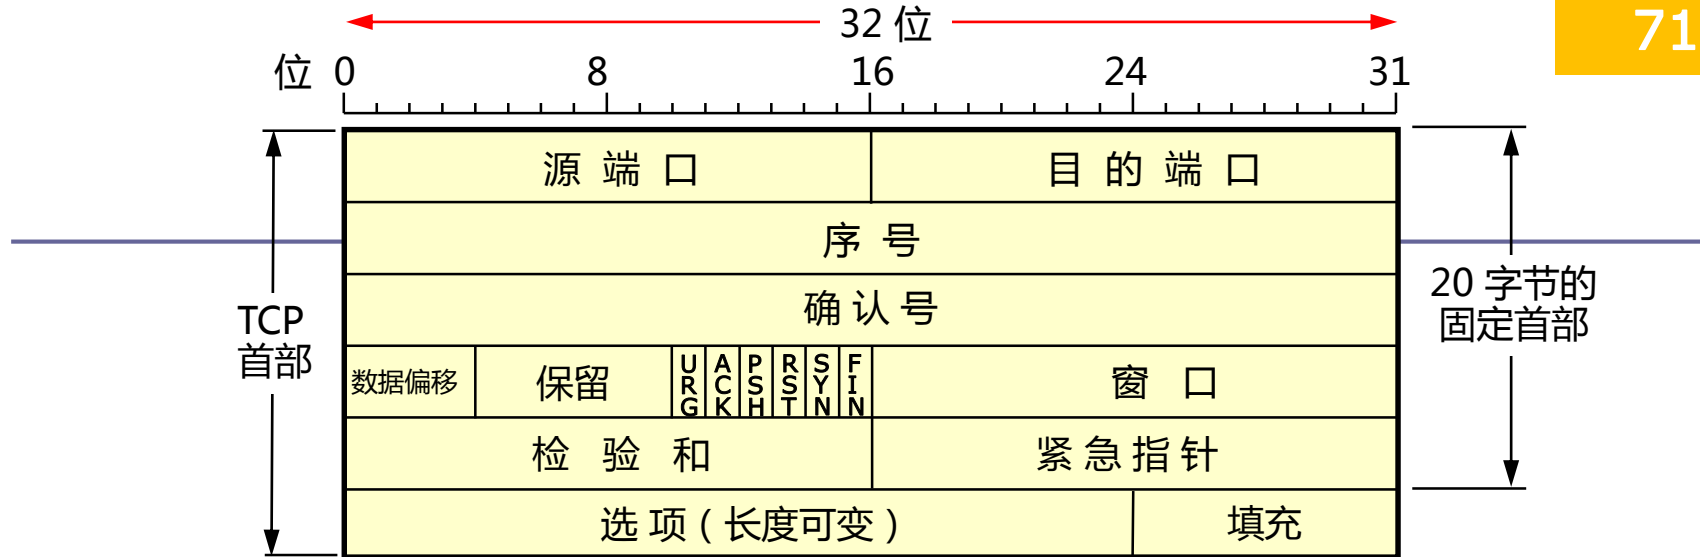 71
32 位
位 0 8 16 24 31
源 端 口 目 的 端 口
序 号
确 认 号
TCP
首部
20 字节的
固定首部
数据偏移 保留 URG ACK PSH RST SYN FIN 窗 口
检 验 和 紧 急 指 针
选 项 ( 长度可变 ) 填充